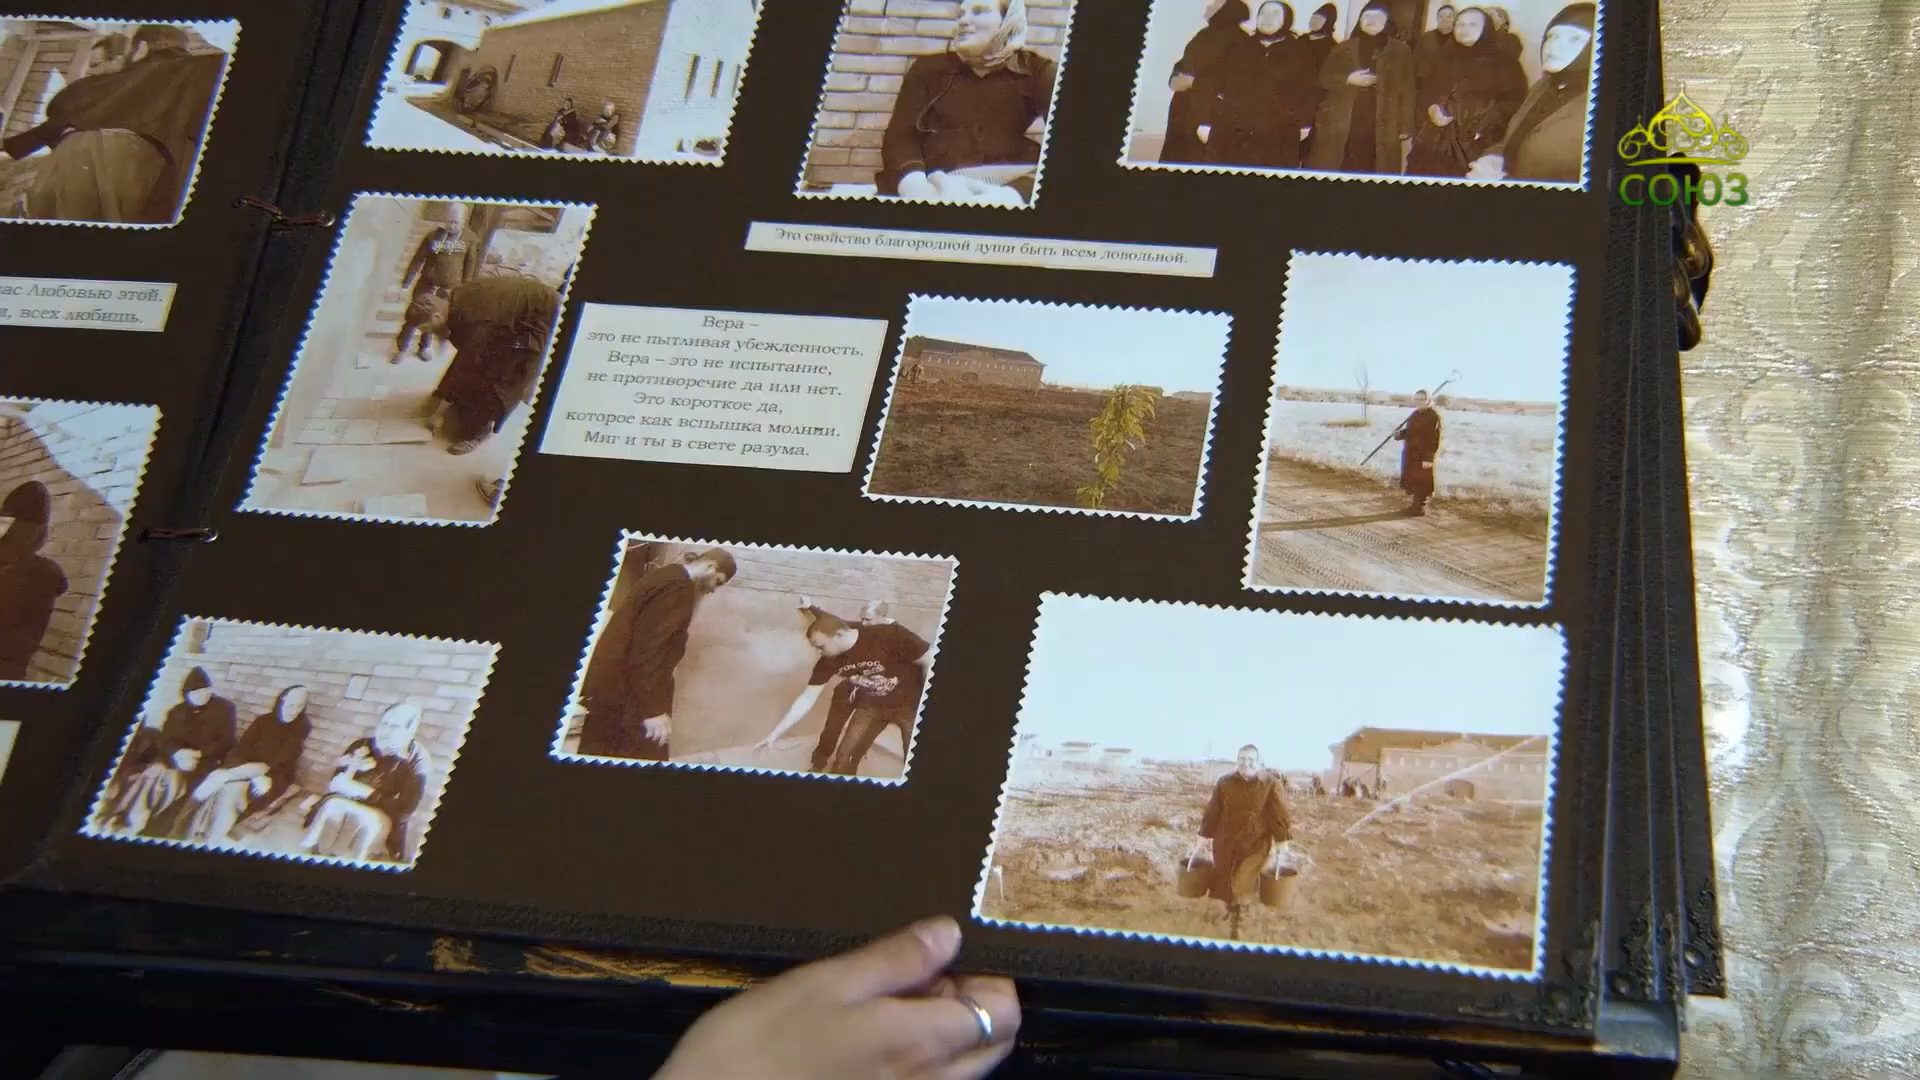 СОЮЗ
Это свойство благородной души быть всем довольной.
нас Любовью этой.
и, всех любишь.
Вера –
это не пытливая убежденность.
Вера – это не испытание,
не противоречие да или нет.
Это короткое да,
которое как вспышка молнии.
Миг и ты в свете разума.